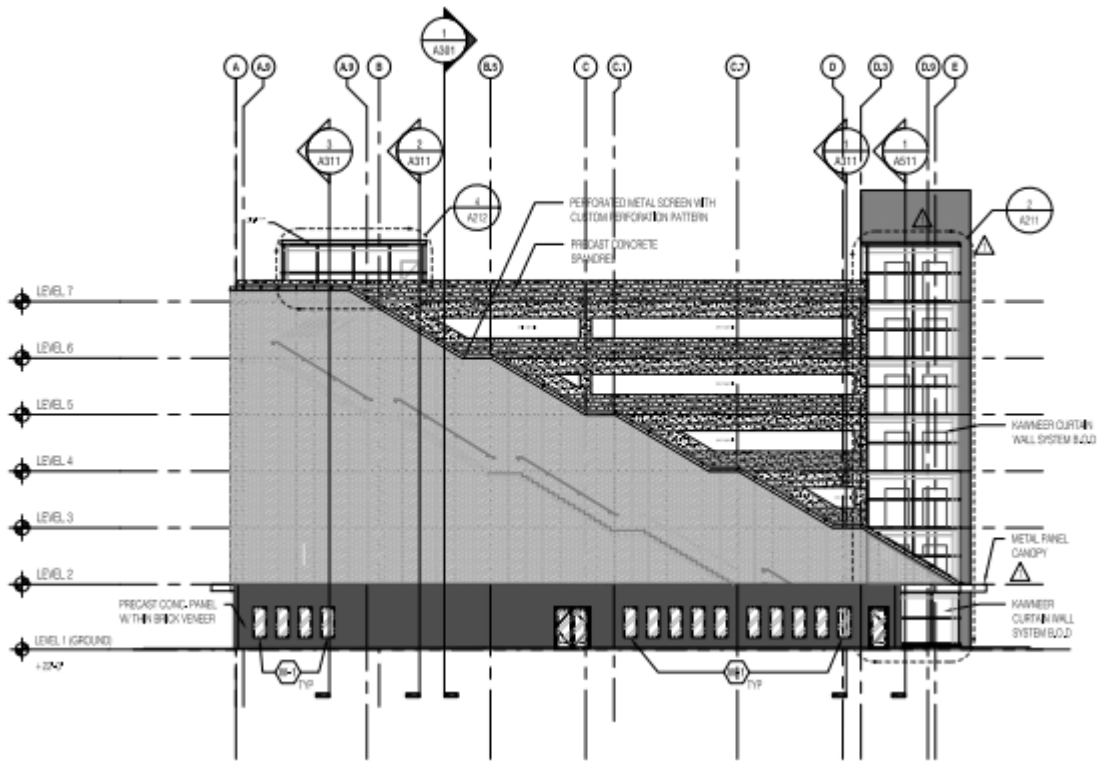 1
A301
A
A.9
A.9
B
B.5
C
C.1
C.7
D
D.3
D.9
E
3
A311
2
A311
1
A311
1
A511
4
A212
2
A211
PERFORATED METAL SCREEN WITH
CUSTOM PERFORATION PATTERN
PRECAST CONCRETE
SPANDREL
LEVEL 7
LEVEL 6
LEVEL 5
KAWNEER CURTAIN
WALL SYSTEM B.O.D
LEVEL 4
LEVEL 3
METAL PANEL
CANOPY
LEVEL 2
PRECAST CONC. PANEL
W/ THIN BRICK VENEER
KAWNEER
CURTAIN WALL
SYSTEM B.O.D
LEVEL 1 (GROUND)
TYP
TYP